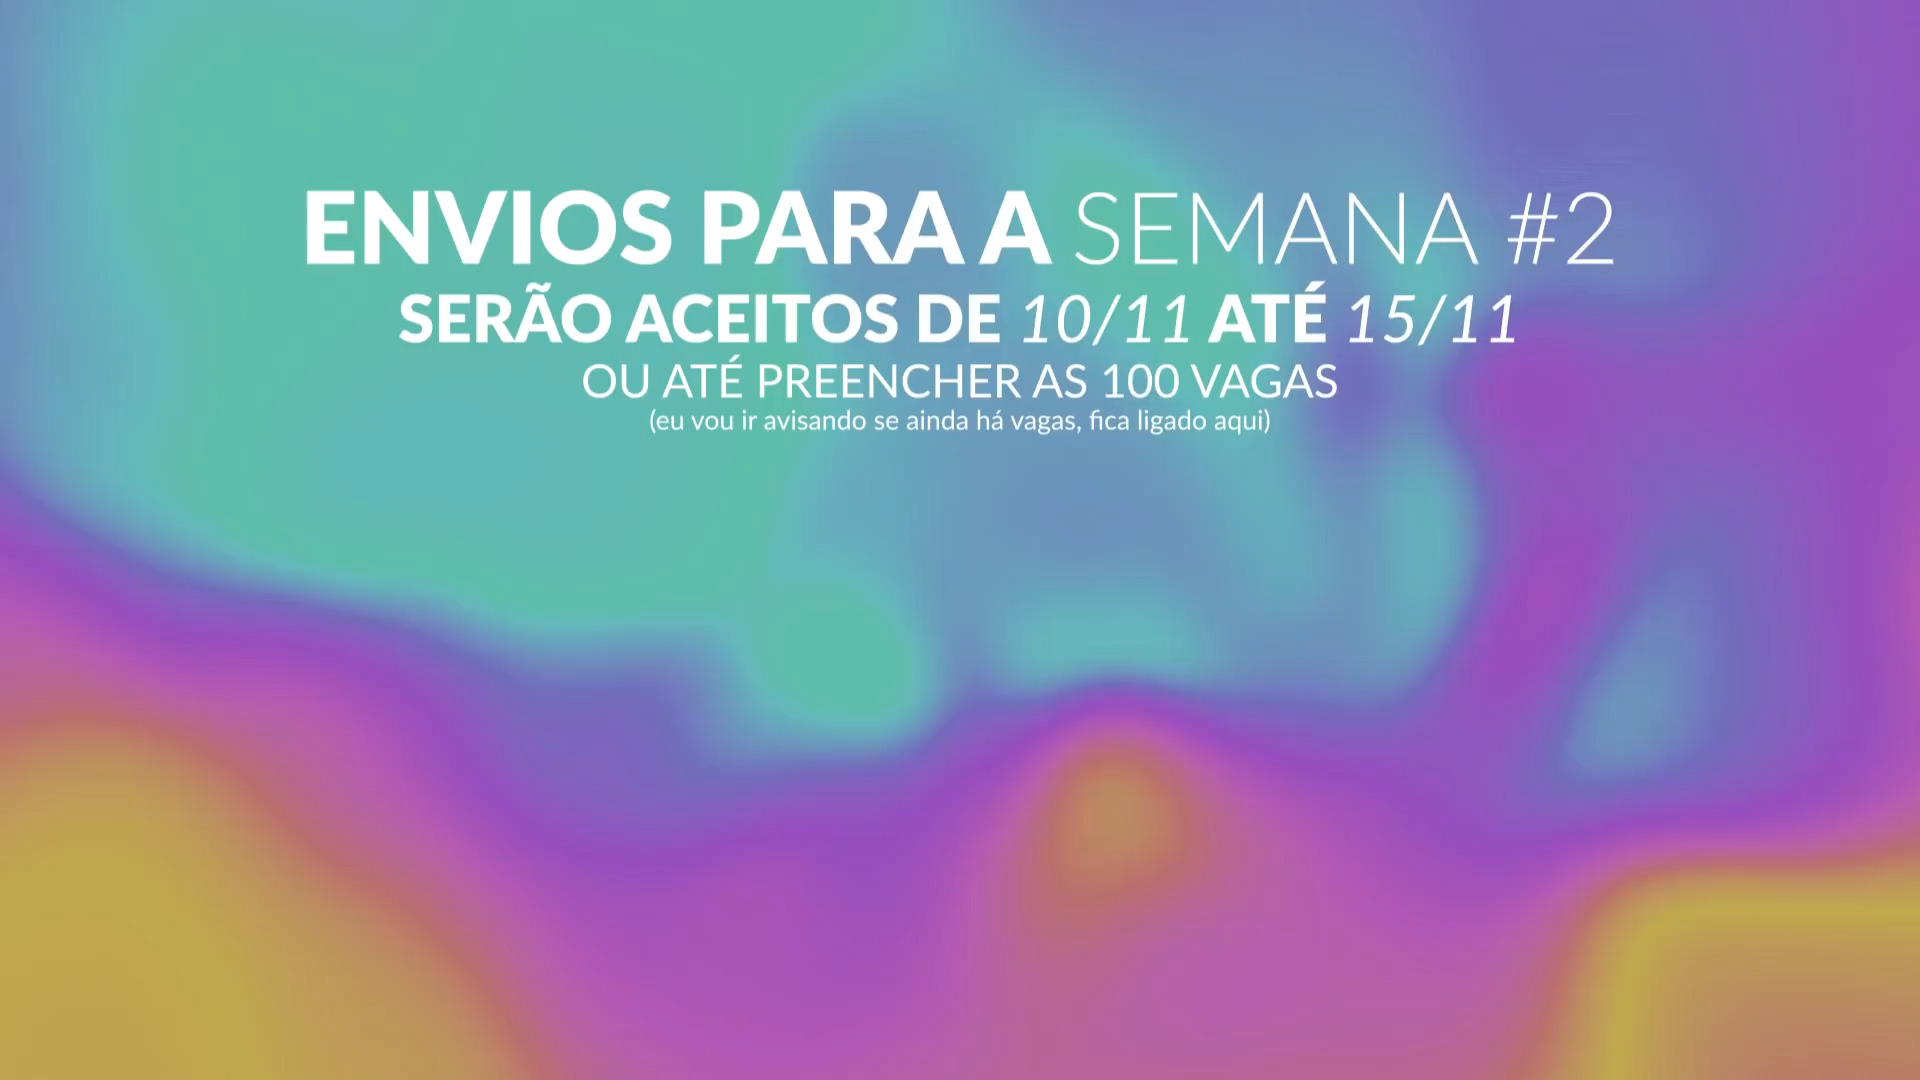 ENVIOS PARA A SEMANA #2
SERÃO ACEITOS DE 10/11 ATÉ 15/11
OU ATÉ PREENCHER AS 100 VAGAS
(eu vou ir avisando se ainda há vagas, fica ligado aqui)